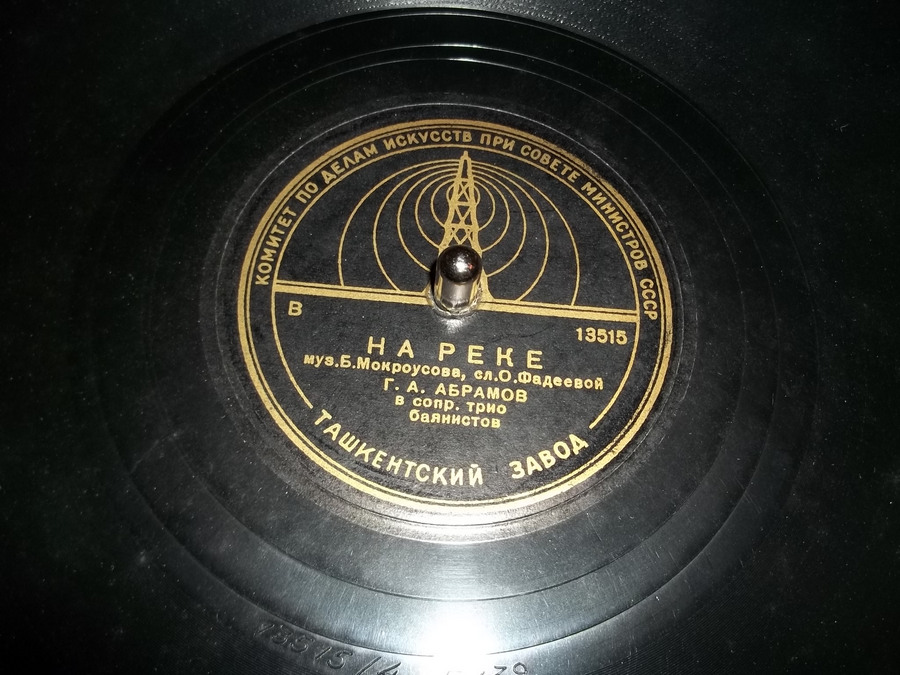 КОМИТЕТ ПО ДЕЛАМ ИСКУССТВ ПРИ СОВЕТЕ МИНИСТРОВ СССР
В
13515
НА РЕКЕ
муз.Б.Мокроусова, сл.О.Фадеевой
Г. А. АБРАМОВ
в сопр. трио
баянистов
ТАШКЕНТСКИЙ ЗАВОД